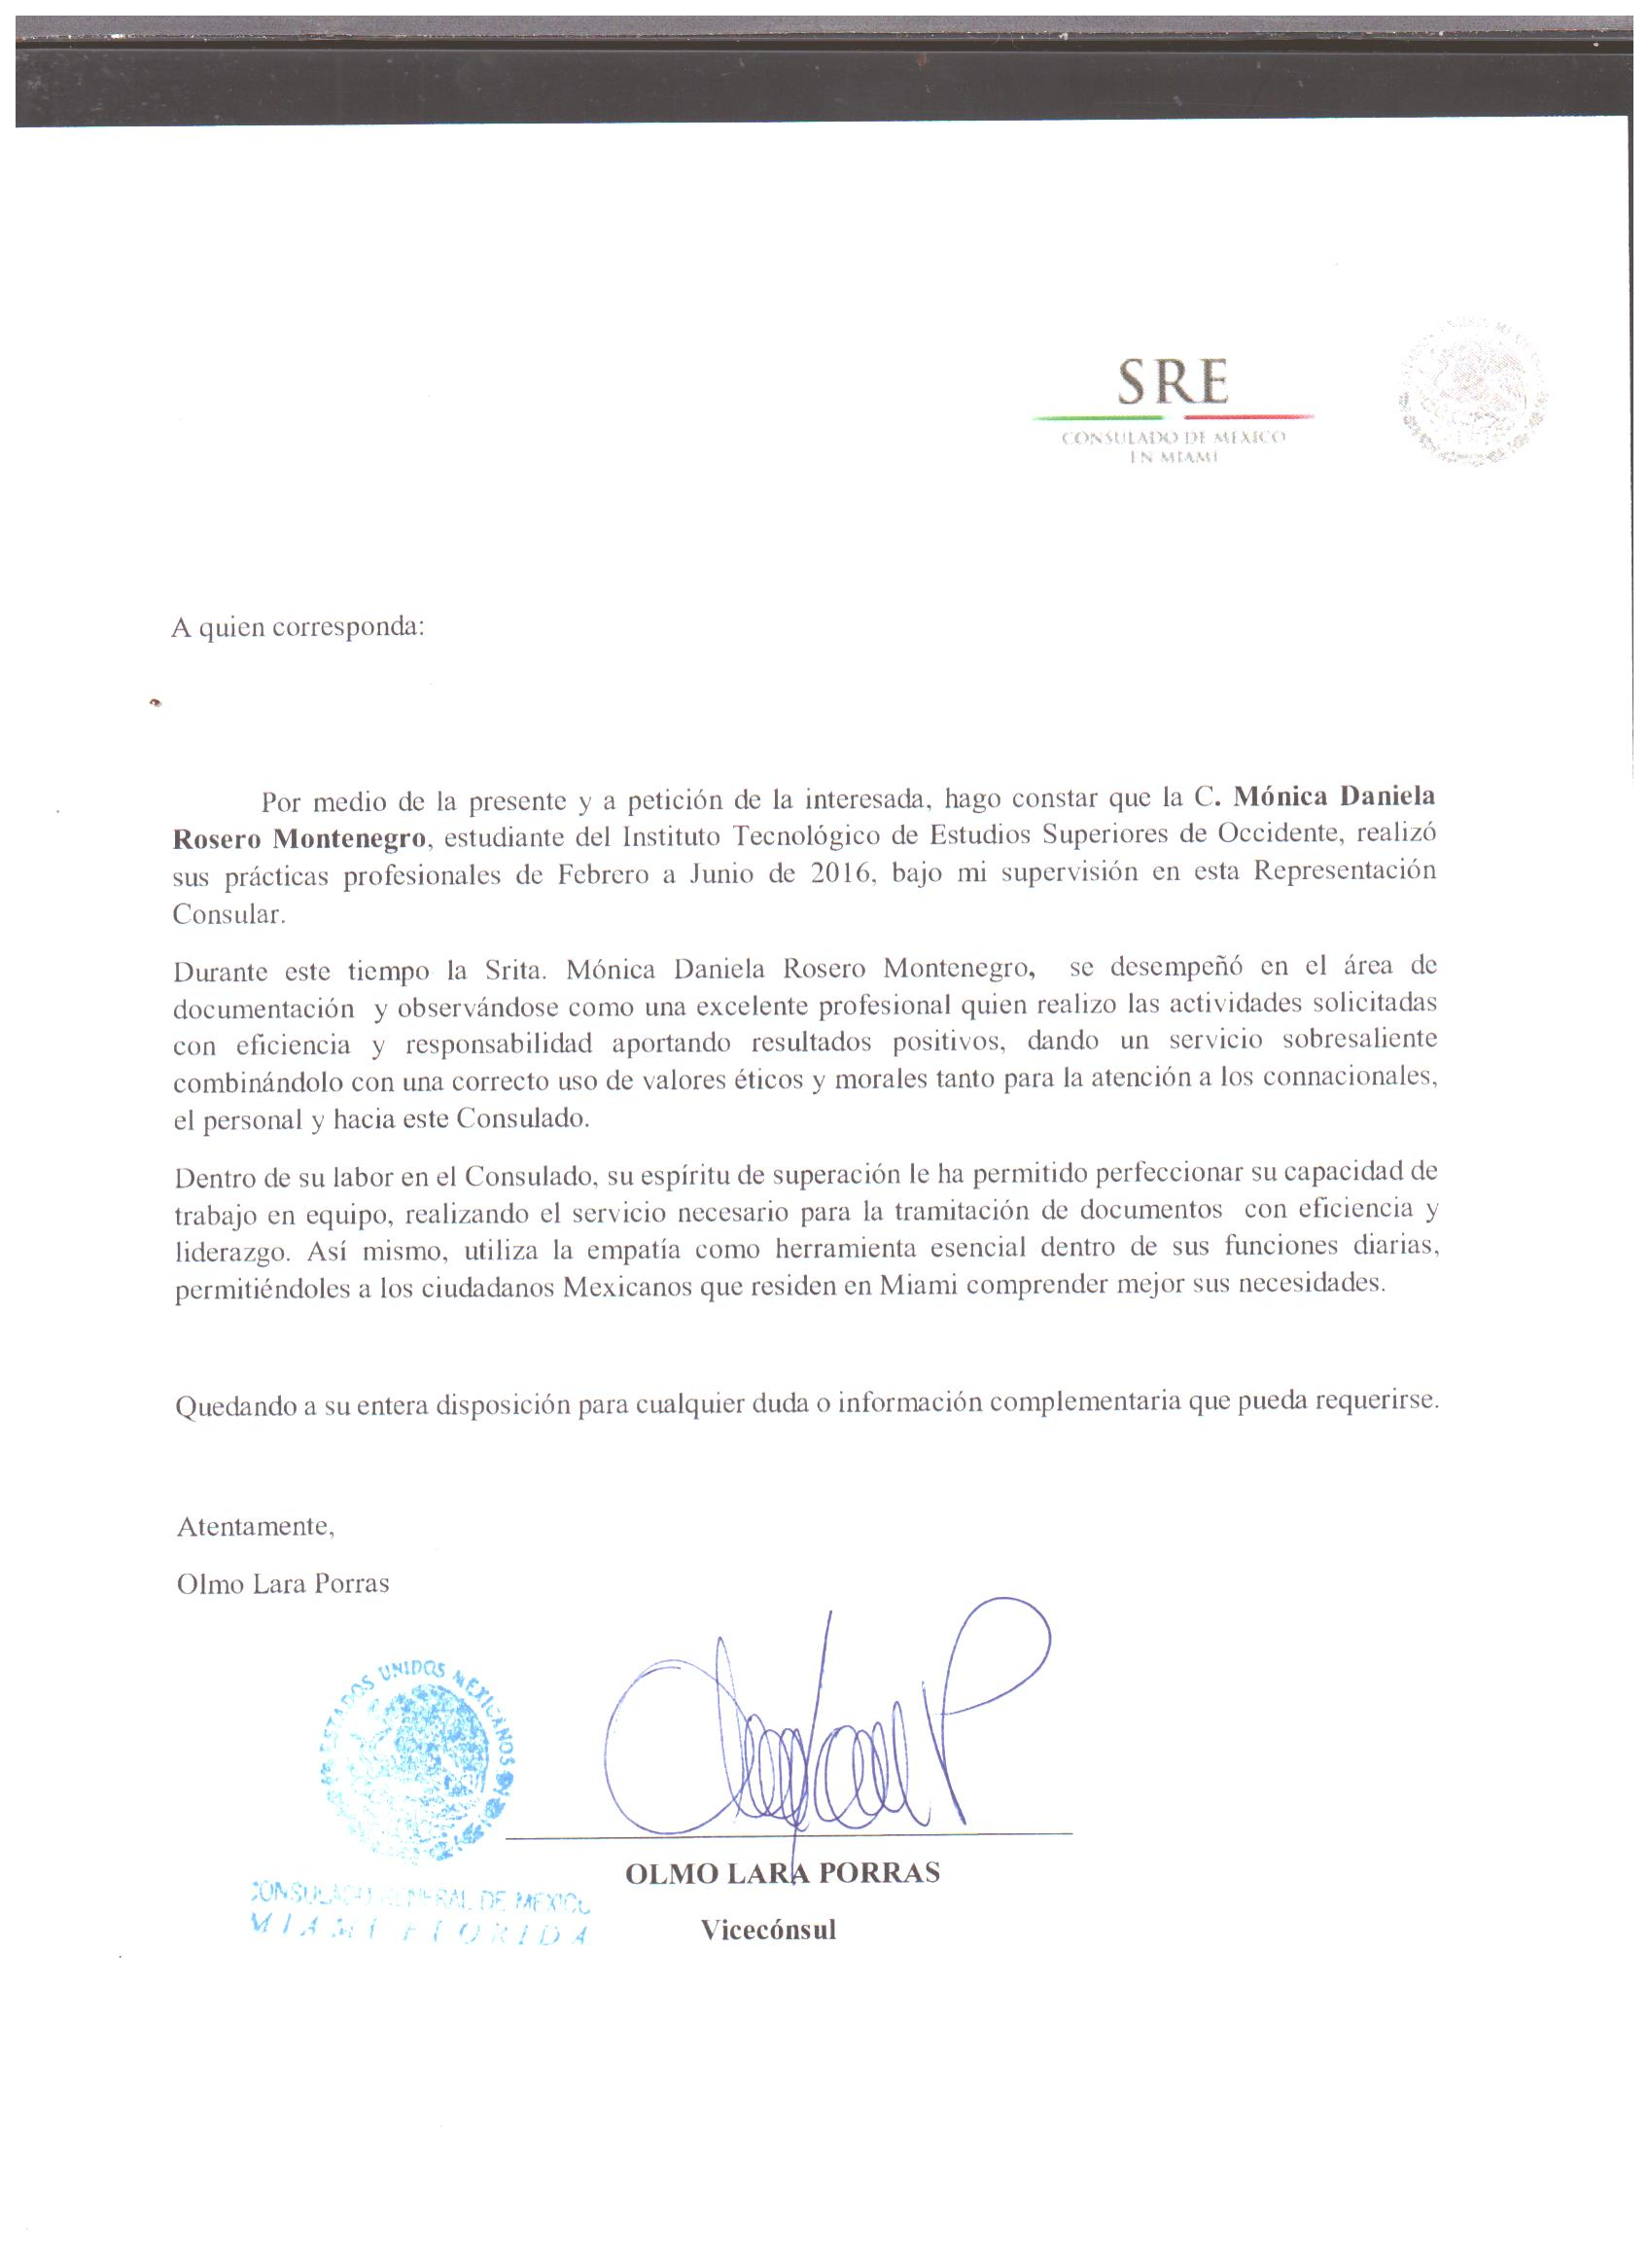 SRE
CONSULADO DE MÉXICO
EN MIAMI
A quien corresponda:
Por medio de la presente y a petición de la interesada, hago constar que la C. Mónica Daniela
Rosero Montenegro, estudiante del Instituto Tecnológico de Estudios Superiores de Occidente, realizó
sus prácticas profesionales de Febrero a Junio de 2016, bajo mi supervisión en esta Representación
Consular.
Durante este tiempo la Srita. Mónica Daniela Rosero Montenegro, se desempeñó en el área de
documentación y observándose como una excelente profesional quien realizo las actividades solicitadas
con eficiencia y responsabilidad aportando resultados positivos, dando un servicio sobresaliente
combinándolo con una correcto uso de valores éticos y morales tanto para la atención a los connacionales,
el personal y hacia este Consulado.
Dentro de su labor en el Consulado, su espíritu de superación le ha permitido perfeccionar su capacidad de
trabajo en equipo, realizando el servicio necesario para la tramitación de documentos con eficiencia y
liderazgo. Así mismo, utiliza la empatía como herramienta esencial dentro de sus funciones diarias,
permitiéndoles a los ciudadanos Mexicanos que residen en Miami comprender mejor sus necesidades.
Quedando a su entera disposición para cualquier duda o información complementaria que pueda requerirse.
Atentamente,
Olmo Lara Porras
ESTADOS UNIDOS MEXICANOS
CONSULADO GENERAL DE MEXICO
MIAMI FLORIDA
OLMO LARA PORRAS
Vicecónsul